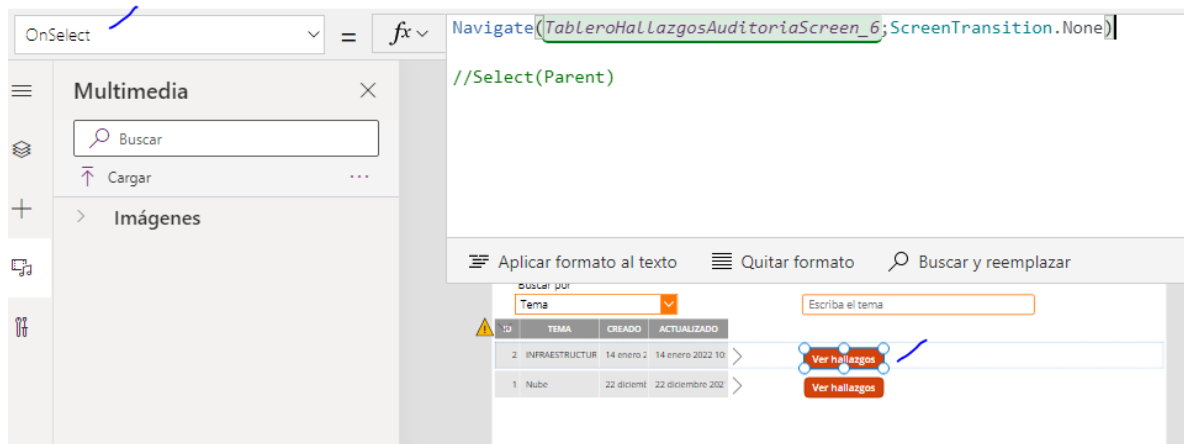 OnSelect = fx Navigate(TableroHallazgosAuditoriaScreen_6;ScreenTransition.None)
//Select(Parent)
Multimedia
Buscar
Cargar
Imágenes
Aplicar formato al texto Quitar formato Buscar y reemplazar
Buscar por
Tema Escriba el tema
ID TEMA CREADO ACTUALIZADO
2 INFRAESTRUCTUR 14 enero 2 14 enero 2022 10: Ver hallazgos
1 Nube 22 diciemb 22 diciembre 202 Ver hallazgos